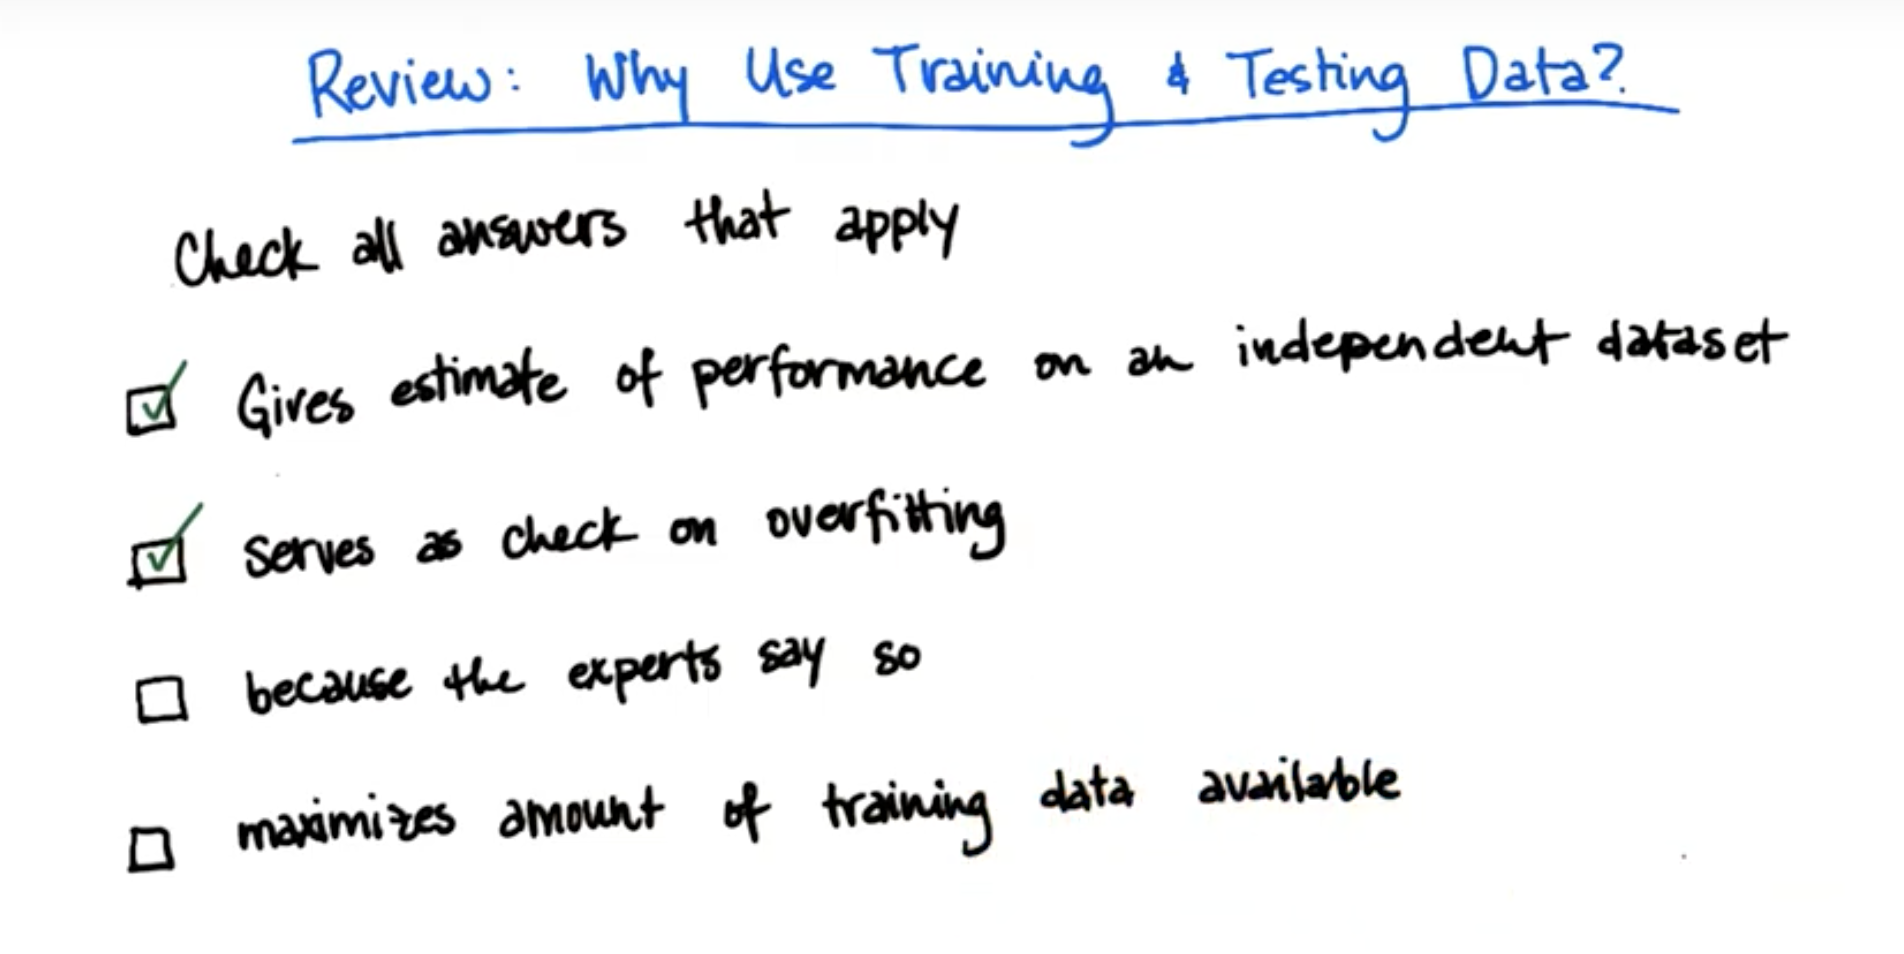 Review: Why Use Training & Testing Data?
Check all answers that apply
Gives estimate of performance on an independent dataset
serves as check on overfitting
because the experts say so
maximizes amount of training data available